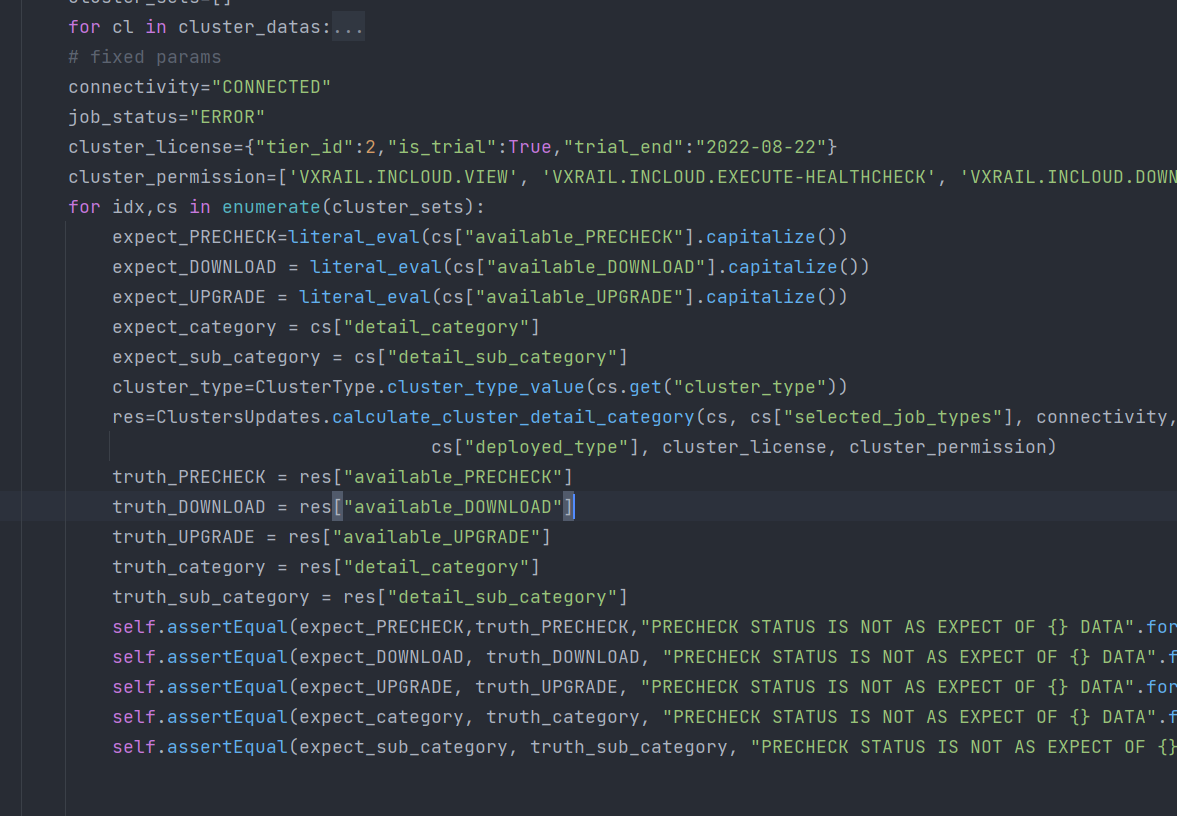 cluster_sets=[]
for cl in cluster_datas:...
# fixed params
connectivity="CONNECTED"
job_status="ERROR"
cluster_license={"tier_id":2,"is_trial":True,"trial_end":"2022-08-22"}
cluster_permission=['VXRAIL.INCLOUD.VIEW', 'VXRAIL.INCLOUD.EXECUTE-HEALTHCHECK', 'VXRAIL.INCLOUD.DOWN
for idx,cs in enumerate(cluster_sets):
expect_PRECHECK=literal_eval(cs["available_PRECHECK"].capitalize())
expect_DOWNLOAD = literal_eval(cs["available_DOWNLOAD"].capitalize())
expect_UPGRADE = literal_eval(cs["available_UPGRADE"].capitalize())
expect_category = cs["detail_category"]
expect_sub_category = cs["detail_sub_category"]
cluster_type=ClusterType.cluster_type_value(cs.get("cluster_type"))
res=ClustersUpdates.calculate_cluster_detail_category(cs, cs["selected_job_types"], connectivity,
cs["deployed_type"], cluster_license, cluster_permission)
truth_PRECHECK = res["available_PRECHECK"]
truth_DOWNLOAD = res["available_DOWNLOAD"]
truth_UPGRADE = res["available_UPGRADE"]
truth_category = res["detail_category"]
truth_sub_category = res["detail_sub_category"]
self.assertEqual(expect_PRECHECK,truth_PRECHECK,"PRECHECK STATUS IS NOT AS EXPECT OF {} DATA".for
self.assertEqual(expect_DOWNLOAD, truth_DOWNLOAD, "PRECHECK STATUS IS NOT AS EXPECT OF {} DATA".f
self.assertEqual(expect_UPGRADE, truth_UPGRADE, "PRECHECK STATUS IS NOT AS EXPECT OF {} DATA".for
self.assertEqual(expect_category, truth_category, "PRECHECK STATUS IS NOT AS EXPECT OF {} DATA".f
self.assertEqual(expect_sub_category, truth_sub_category, "PRECHECK STATUS IS NOT AS EXPECT OF {}